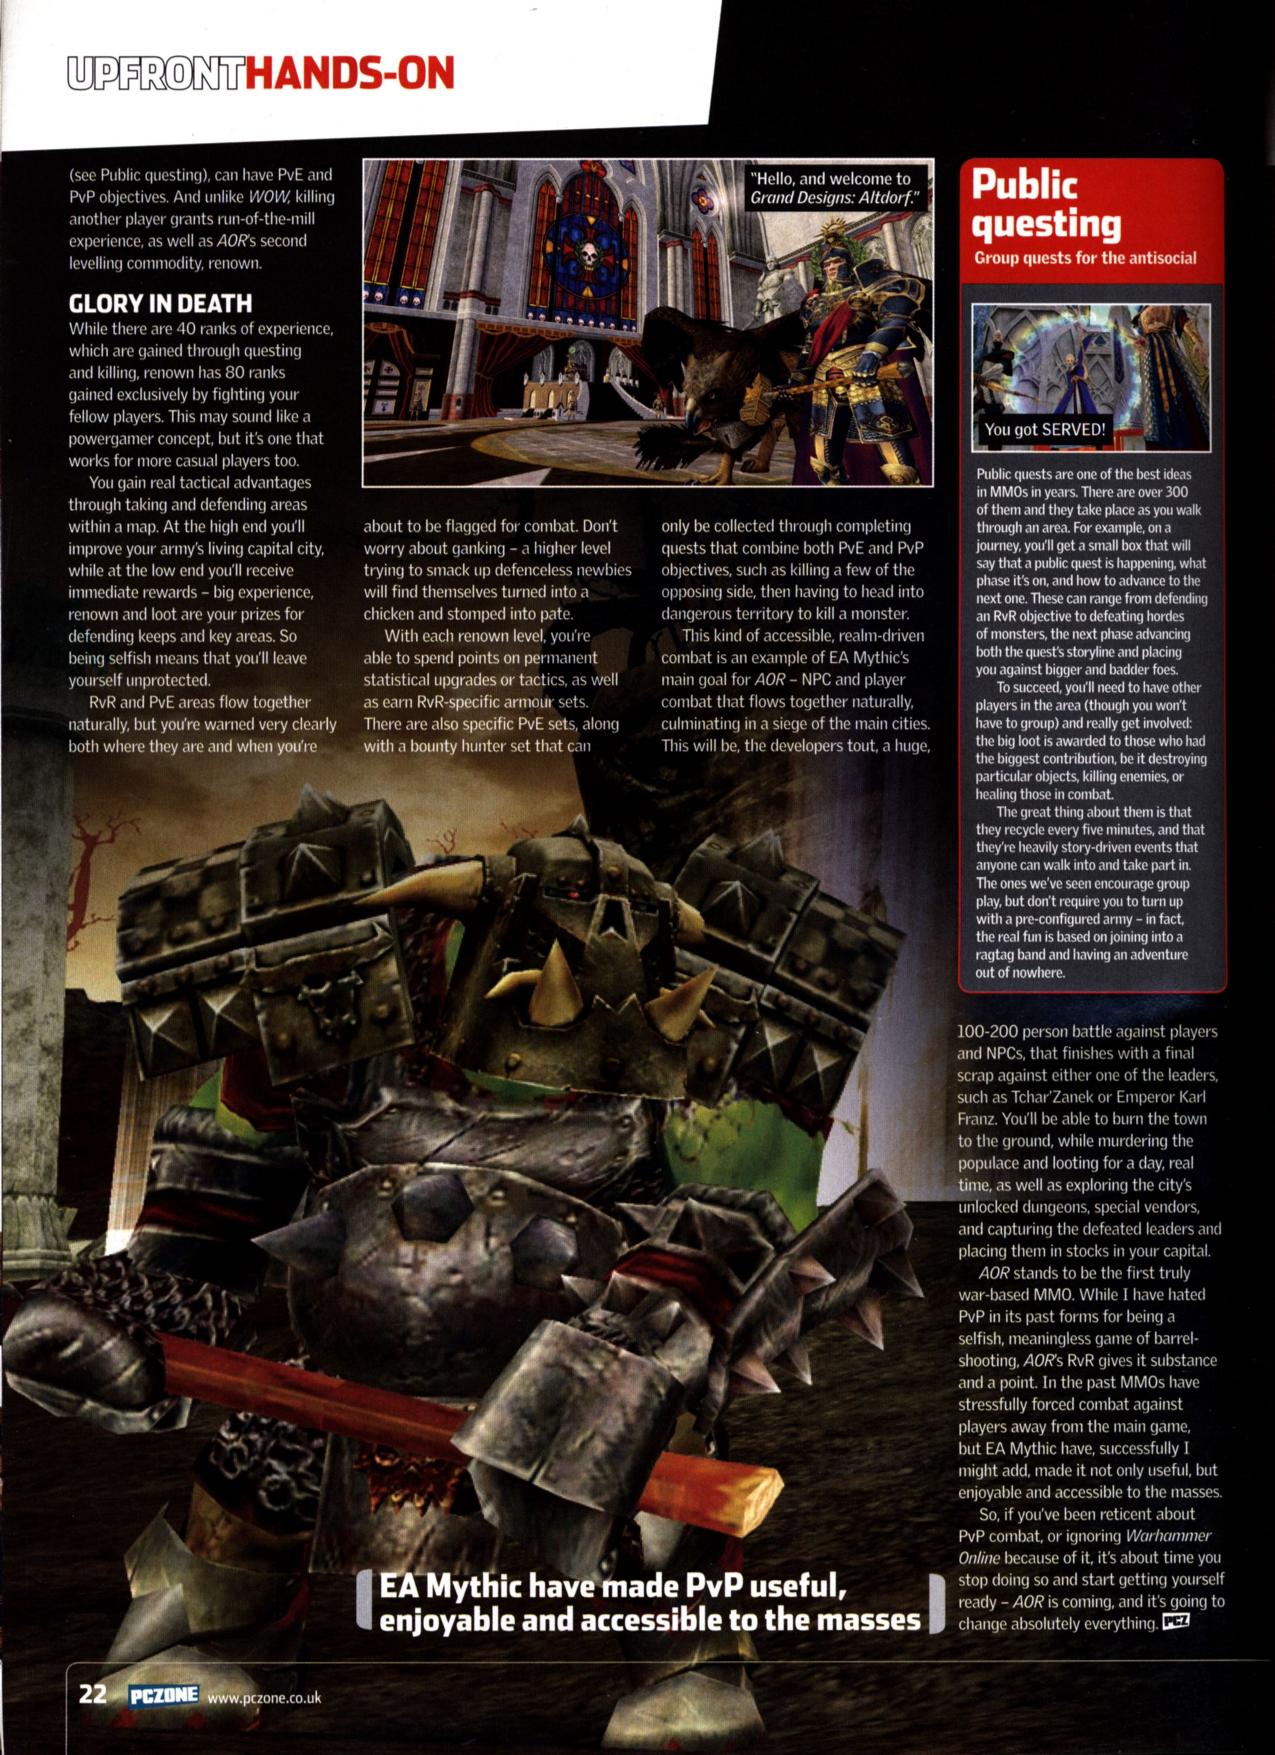 UPFRONTHANDS-ON
(see Public questing), can have PvE and
PvP objectives. And unlike WOW, killing
another player grants run-of-the-mill
experience, as well as AOR's second
levelling commodity, renown.
GLORY IN DEATH
While there are 40 ranks of experience,
which are gained through questing
and killing, renown has 80 ranks
gained exclusively by fighting your
fellow players. This may sound like a
powergamer concept, but it's one that
works for more casual players too.
You gain real tactical advantages
through taking and defending areas
within a map. At the high end you'll
improve your army's living capital city,
while at the low end you'll receive
immediate rewards – big experience,
renown and loot are your prizes for
defending keeps and key areas. So
being selfish means that you'll leave
yourself unprotected.
RvR and PvE areas flow together
naturally, but you're warned very clearly
both where they are and when you're
"Hello, and welcome to
Grand Designs: Altdorf."
about to be flagged for combat. Don't
worry about ganking – a higher level
trying to smack up defenceless newbies
will find themselves turned into a
chicken and stomped into pate.
With each renown level, you're
able to spend points on permanent
statistical upgrades or tactics, as well
as earn RvR-specific armour sets.
There are also specific PvE sets, along
with a bounty hunter set that can
only be collected through completing
quests that combine both PvE and PvP
objectives, such as killing a few of the
opposing side, then having to head into
dangerous territory to kill a monster.
This kind of accessible, realm-driven
combat is an example of EA Mythic's
main goal for AOR – NPC and player
combat that flows together naturally,
culminating in a siege of the main cities.
This will be, the developers tout, a huge,
100-200 person battle against players
and NPCs, that finishes with a final
scrap against either one of the leaders,
such as Tchar'Zanek or Emperor Karl
Franz. You'll be able to burn the town
to the ground, while murdering the
populace and looting for a day, real
time, as well as exploring the city's
unlocked dungeons, special vendors,
and capturing the defeated leaders and
placing them in stocks in your capital.
AOR stands to be the first truly
war-based MMO. While I have hated
PvP in its past forms for being a
selfish, meaningless game of barrel-
shooting, AOR's RvR gives it substance
and a point. In the past MMOs have
stressfully forced combat against
players away from the main game,
but EA Mythic have, successfully I
might add, made it not only useful, but
enjoyable and accessible to the masses.
So, if you've been reticent about
PvP combat, or ignoring Warhammer
Online because of it, it's about time you
stop doing so and start getting yourself
ready – AOR is coming, and it's going to
change absolutely everything. PCZ
Public
questing
Group quests for the antisocial
You got SERVED!
Public quests are one of the best ideas
in MMOs in years. There are over 300
of them and they take place as you walk
through an area. For example, on a
journey, you'll get a small box that will
say that a public quest is happening, what
phase it's on, and how to advance to the
next one. These can range from defending
an RvR objective to defeating hordes
of monsters, the next phase advancing
both the quest's storyline and placing
you against bigger and badder foes.
To succeed, you'll need to have other
players in the area (though you won't
have to group) and really get involved:
the big loot is awarded to those who had
the biggest contribution, be it destroying
particular objects, killing enemies, or
healing those in combat.
The great thing about them is that
they recycle every five minutes, and that
they're heavily story-driven events that
anyone can walk into and take part in.
The ones we've seen encourage group
play, but don't require you to turn up
with a pre-configured army – in fact,
the real fun is based on joining into a
ragtag band and having an adventure
out of nowhere.
EA Mythic have made PvP useful,
enjoyable and accessible to the masses
22 PCZONE www.pczone.co.uk